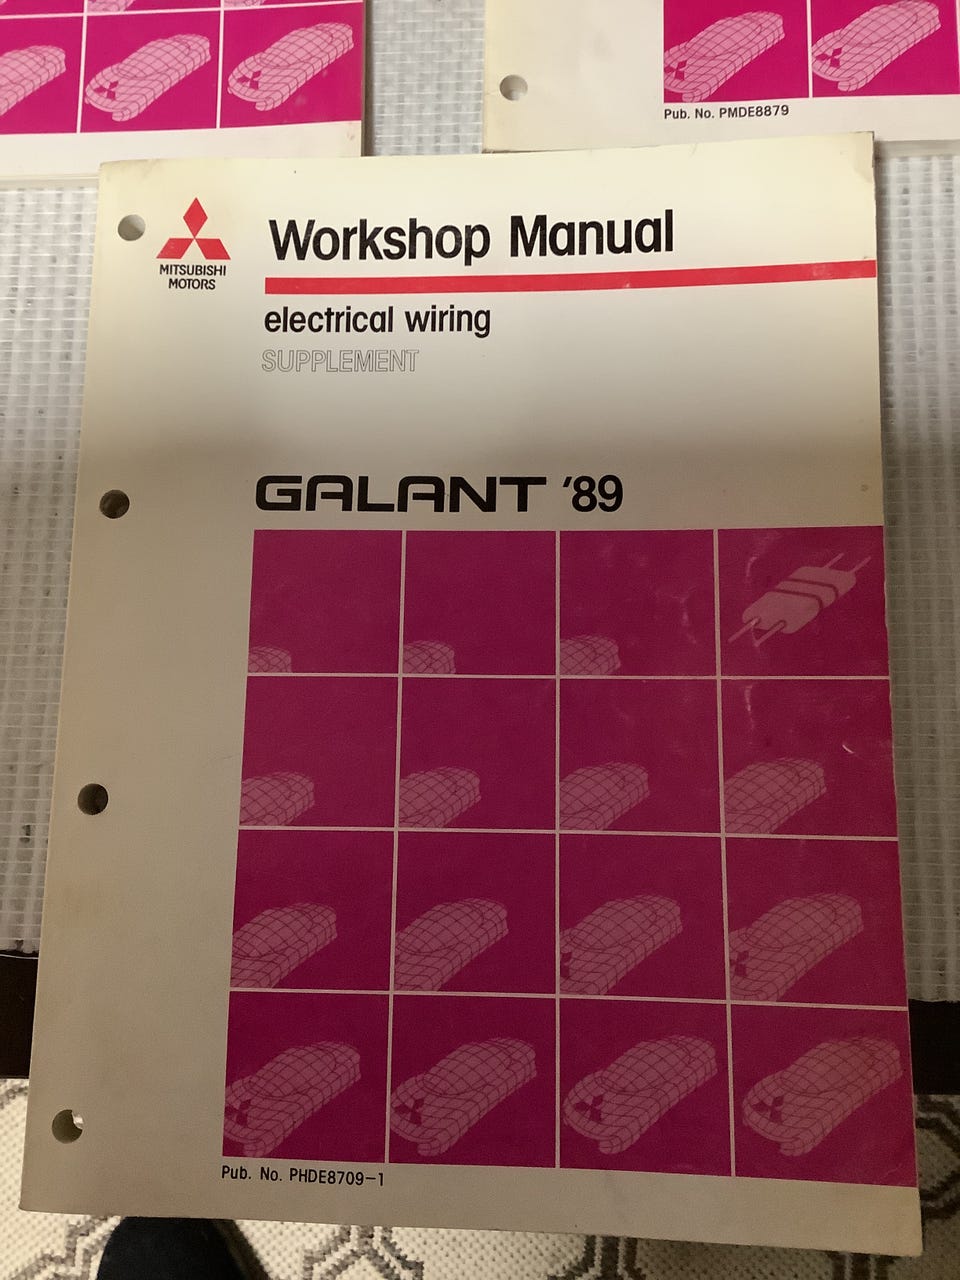 Pub. No. PMDE8879
MITSUBISHI
MOTORS
Workshop Manual
electrical wiring
SUPPLEMENT
GALANT '89
Pub. No. PHDE8709-1